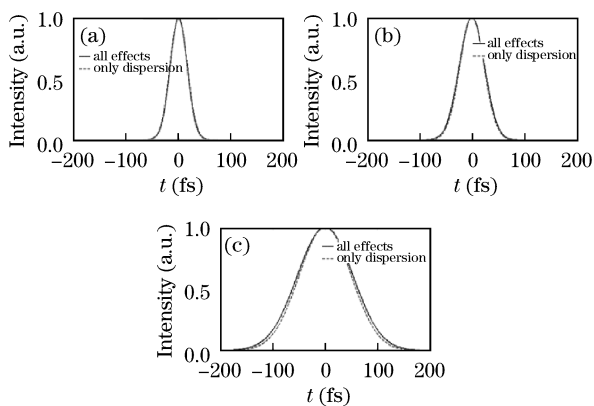 1.0
(a)
all effects
only dispersion
0.5
0.0
Intensity (a.u.)
−200 −100 0 100 200
t (fs)
1.0
(b)
all effects
only dispersion
0.5
0.0
Intensity (a.u.)
−200 −100 0 100 200
t (fs)
1.0
(c)
all effects
only dispersion
0.5
0.0
Intensity (a.u.)
−200 −100 0 100 200
t (fs)